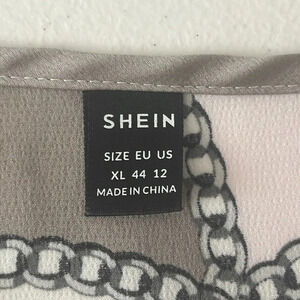 SHEIN
SIZE EU US
XL 44 12
MADE IN CHINA